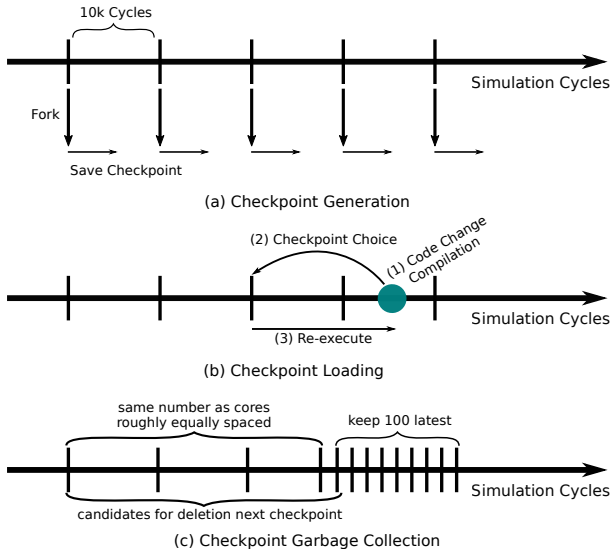 10k Cycles
Simulation Cycles
Fork
Save Checkpoint
(a) Checkpoint Generation
(2) Checkpoint Choice
(1) Code Change
Compilation
(3) Re-execute
Simulation Cycles
(b) Checkpoint Loading
same number as cores
roughly equally spaced
keep 100 latest
Simulation Cycles
candidates for deletion next checkpoint
(c) Checkpoint Garbage Collection